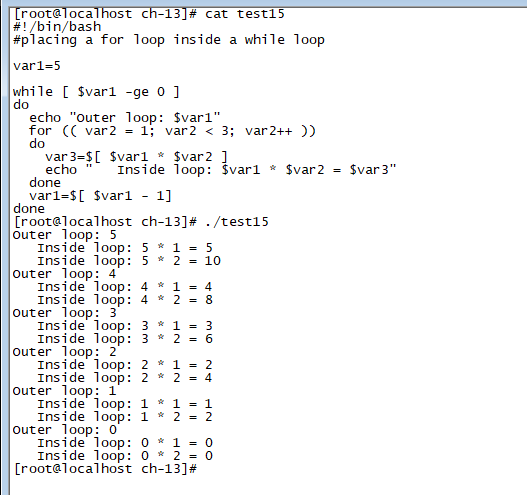 [root@localhost ch-13]# cat test15
#!/bin/bash
#placing a for loop inside a while loop

var1=5

while [ $var1 -ge 0 ]
do
  echo "Outer loop: $var1"
  for (( var2 = 1; var2 < 3; var2++ ))
  do
    var3=$[ $var1 * $var2 ]
    echo "   Inside loop: $var1 * $var2 = $var3"
  done
  var1=$[ $var1 - 1]
done
[root@localhost ch-13]# ./test15
Outer loop: 5
   Inside loop: 5 * 1 = 5
   Inside loop: 5 * 2 = 10
Outer loop: 4
   Inside loop: 4 * 1 = 4
   Inside loop: 4 * 2 = 8
Outer loop: 3
   Inside loop: 3 * 1 = 3
   Inside loop: 3 * 2 = 6
Outer loop: 2
   Inside loop: 2 * 1 = 2
   Inside loop: 2 * 2 = 4
Outer loop: 1
   Inside loop: 1 * 1 = 1
   Inside loop: 1 * 2 = 2
Outer loop: 0
   Inside loop: 0 * 1 = 0
   Inside loop: 0 * 2 = 0
[root@localhost ch-13]#